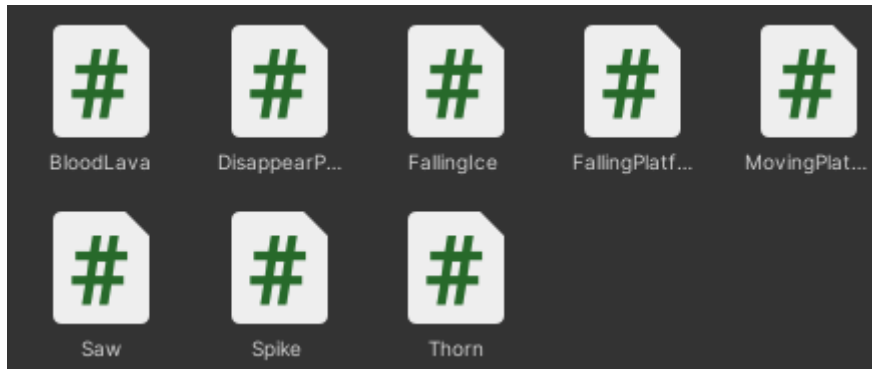 #
#
#
#
#
BloodLava
DisappearP...
FallingIce
FallingPlatf...
MovingPlat...
#
#
#
Saw
Spike
Thorn